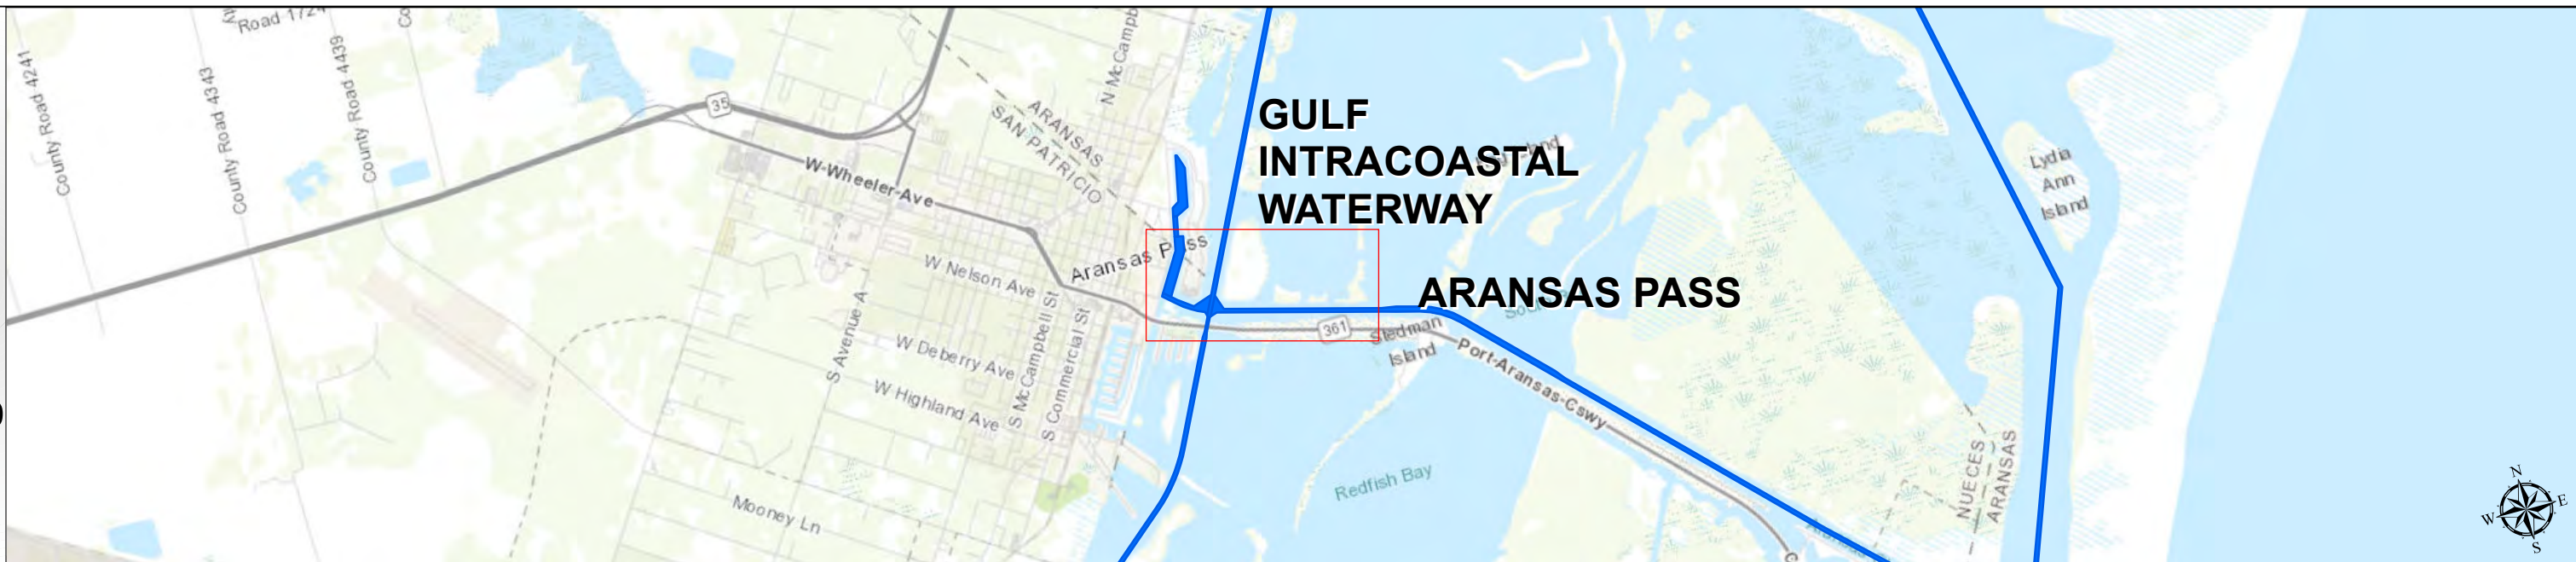 Road 1724
County Road 4241
County Road 4343
County Road 4439
35
N McCampb
ARANSAS
SAN PATRICIO
W-Wheeler-Ave
GULF
INTRACOASTAL
WATERWAY
Island
Lydia
Ann
Island
Aransas Pass
W Nelson Ave
ARANSAS PASS
S Avenue A
W Deberry Ave
W Highland Ave
S McCampbell St
S Commercial St
361
Stedman
Island
Port-Aransas-Cswy
Redfish Bay
Mooney Ln
NUECES
ARANSAS
N
W
E
S